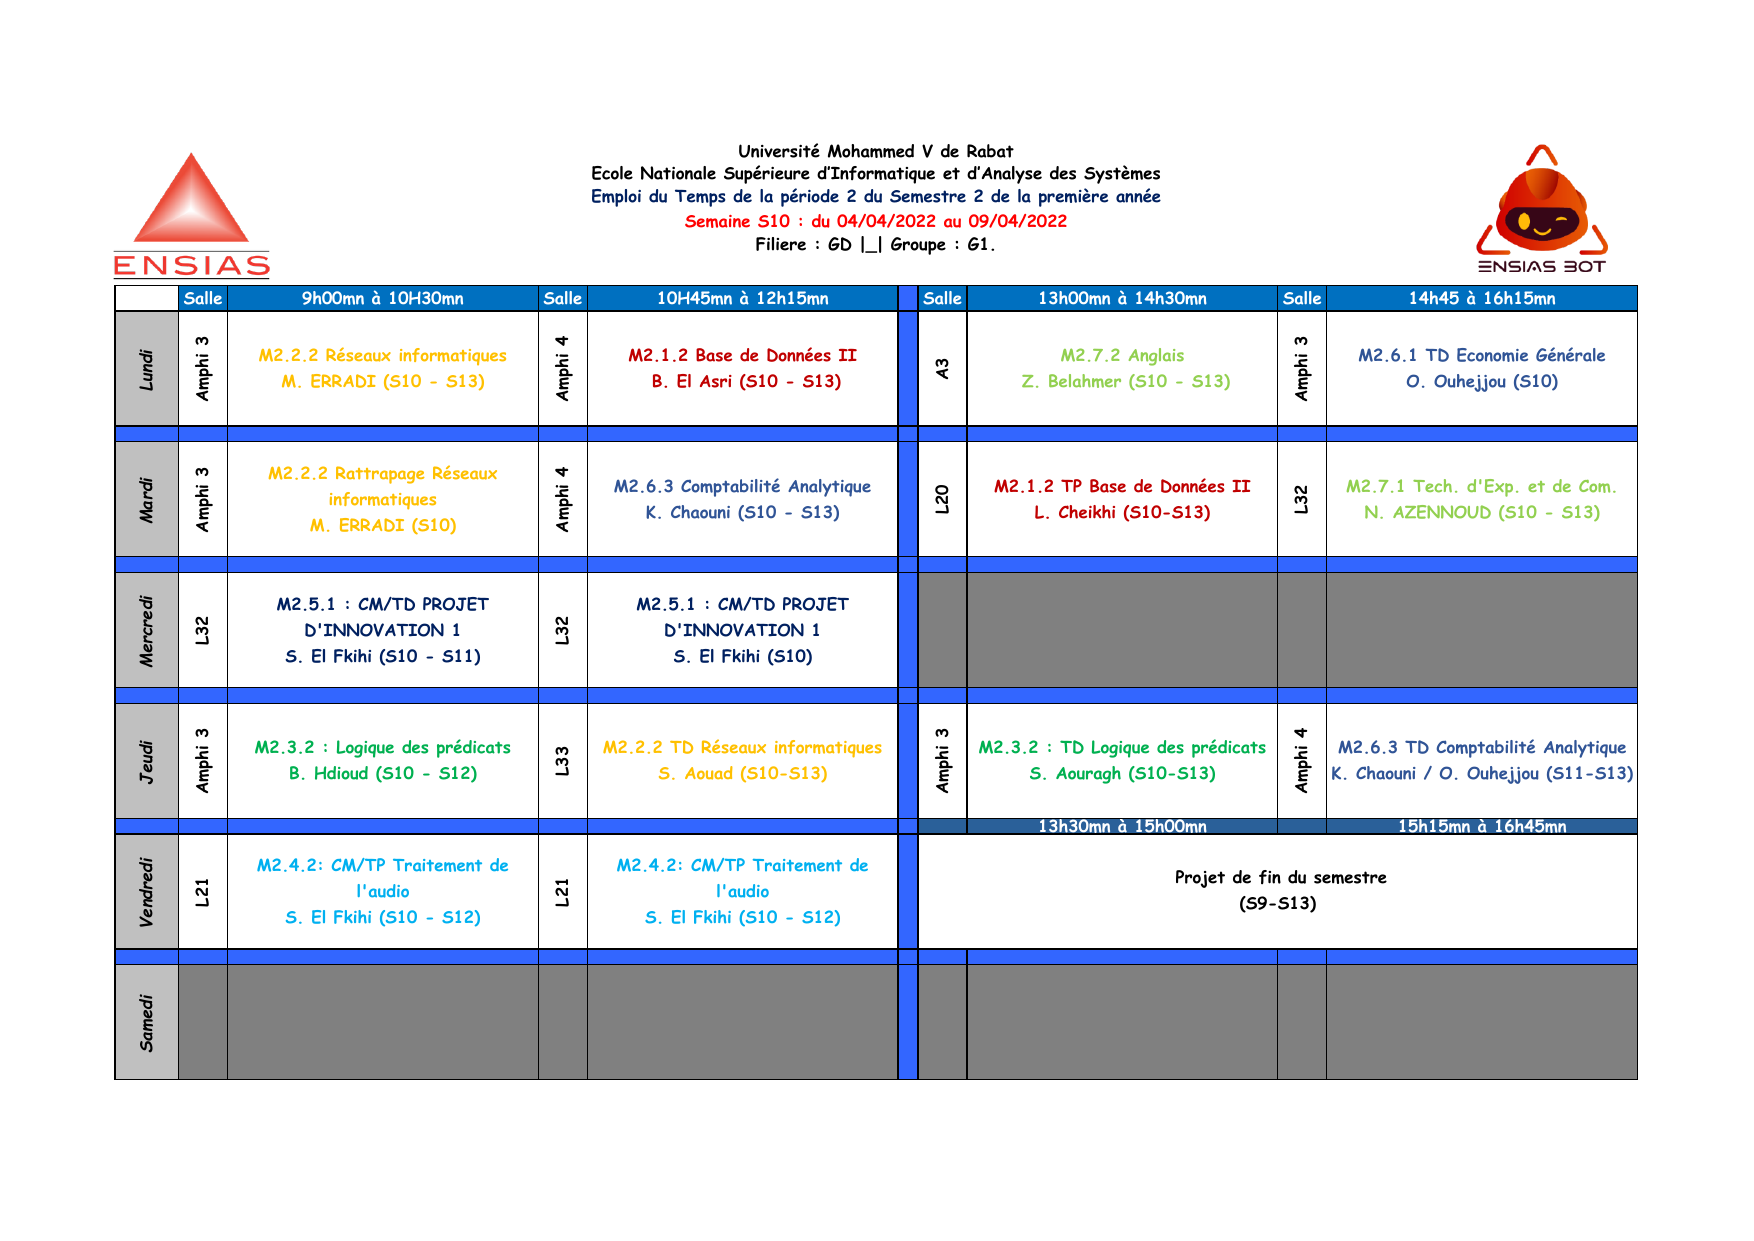 Université Mohammed V de Rabat
Ecole Nationale Supérieure d'Informatique et d'Analyse des Systèmes
Emploi du Temps de la période 2 du Semestre 2 de la première année
Semaine S10 : du 04/04/2022 au 09/04/2022
Filiere : GD |_| Groupe : G1.
ENSIAS
ENSIAS BOT
Salle
9h00mn à 10H30mn
Salle
10H45mn à 12h15mn
Salle
13h00mn à 14h30mn
Salle
14h45 à 16h15mn
Lundi
Amphi 3
M2.2.2 Réseaux informatiques
M. ERRADI (S10 - S13)
Amphi 4
M2.1.2 Base de Données II
B. El Asri (S10 - S13)
A3
M2.7.2 Anglais
Z. Belahmer (S10 - S13)
Amphi 3
M2.6.1 TD Economie Générale
O. Ouhejjou (S10)
Mardi
Amphi 3
M2.2.2 Rattrapage Réseaux
informatiques
M. ERRADI (S10)
Amphi 4
M2.6.3 Comptabilité Analytique
K. Chaouni (S10 - S13)
L20
M2.1.2 TP Base de Données II
L. Cheikhi (S10-S13)
L32
M2.7.1 Tech. d'Exp. et de Com.
N. AZENNOUD (S10 - S13)
Mercredi
L32
M2.5.1 : CM/TD PROJET
D'INNOVATION 1
S. El Fkihi (S10 - S11)
L32
M2.5.1 : CM/TD PROJET
D'INNOVATION 1
S. El Fkihi (S10)
Jeudi
Amphi 3
M2.3.2 : Logique des prédicats
B. Hdioud (S10 - S12)
L33
M2.2.2 TD Réseaux informatiques
S. Aouad (S10-S13)
Amphi 3
M2.3.2 : TD Logique des prédicats
S. Aouragh (S10-S13)
Amphi 4
M2.6.3 TD Comptabilité Analytique
K. Chaouni / O. Ouhejjou (S11-S13)
13h30mn à 15h00mn
15h15mn à 16h45mn
Vendredi
L21
M2.4.2: CM/TP Traitement de
l'audio
S. El Fkihi (S10 - S12)
L21
M2.4.2: CM/TP Traitement de
l'audio
S. El Fkihi (S10 - S12)
Projet de fin du semestre
(S9-S13)
Samedi